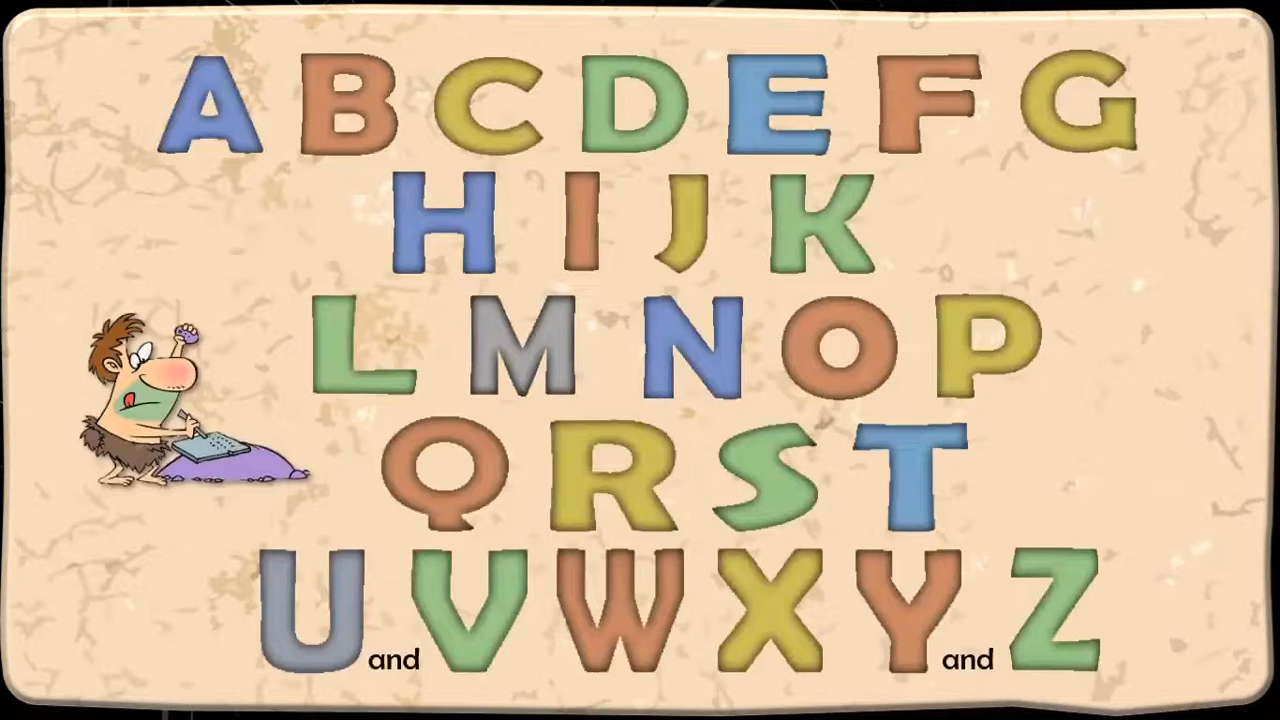 A B C D E F G
H I J K
L M N O P
Q R S T
U and V W X Y and Z